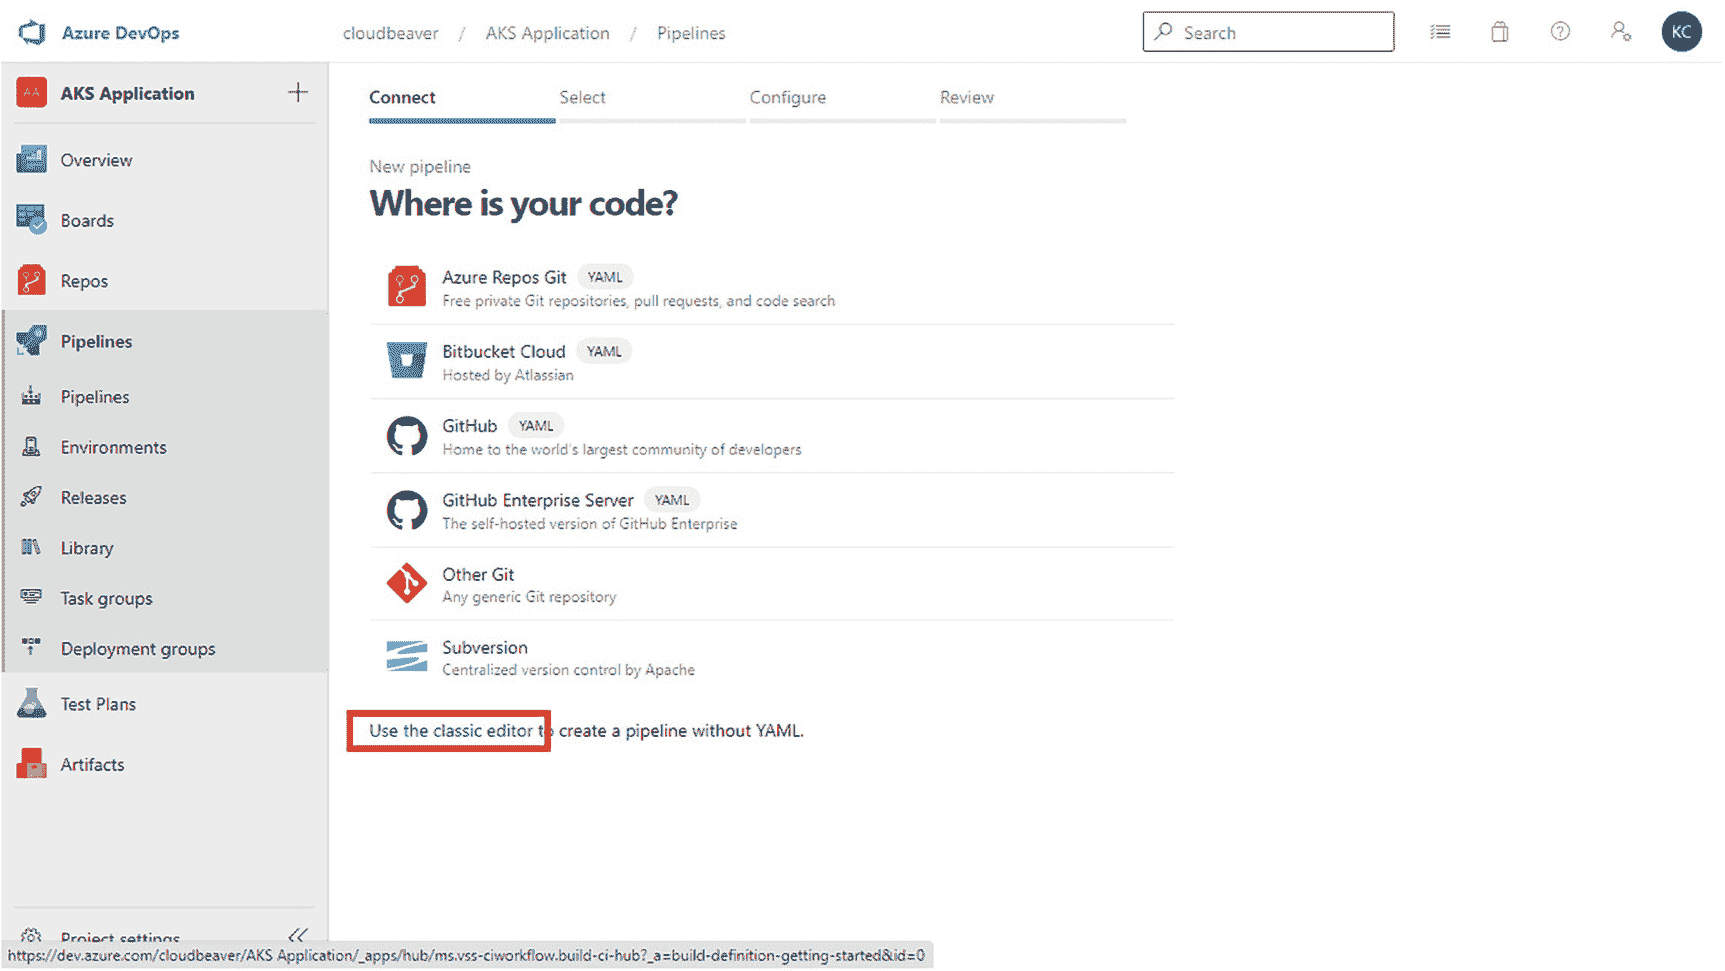 Azure DevOps
cloudbeaver / AKS Application / Pipelines
Search
KC
AA
AKS Application
Overview
Boards
Repos
Pipelines
Pipelines
Environments
Releases
Library
Task groups
Deployment groups
Test Plans
Artifacts
Project settings
Connect
Select
Configure
Review
New pipeline
Where is your code?
Azure Repos Git YAML
Free private Git repositories, pull requests, and code search
Bitbucket Cloud YAML
Hosted by Atlassian
GitHub YAML
Home to the world's largest community of developers
GitHub Enterprise Server YAML
The self-hosted version of GitHub Enterprise
Other Git
Any generic Git repository
Subversion
Centralized version control by Apache
Use the classic editor to create a pipeline without YAML.
https://dev.azure.com/cloudbeaver/AKS Application/_apps/hub/ms.vss-ciworkflow.build-ci-hub?_a=build-definition-getting-started&id=0